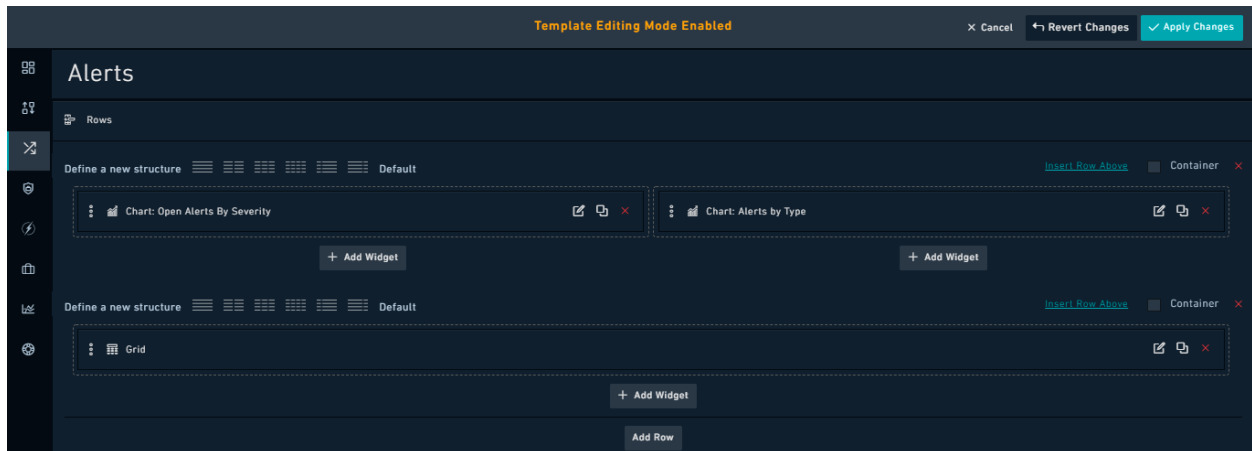 Template Editing Mode Enabled
Cancel
Revert Changes
Apply Changes
Alerts
Rows
Define a new structure
Default
Insert Row Above
Container
Chart: Open Alerts By Severity
Chart: Alerts by Type
+ Add Widget
+ Add Widget
Define a new structure
Default
Insert Row Above
Container
Grid
+ Add Widget
Add Row